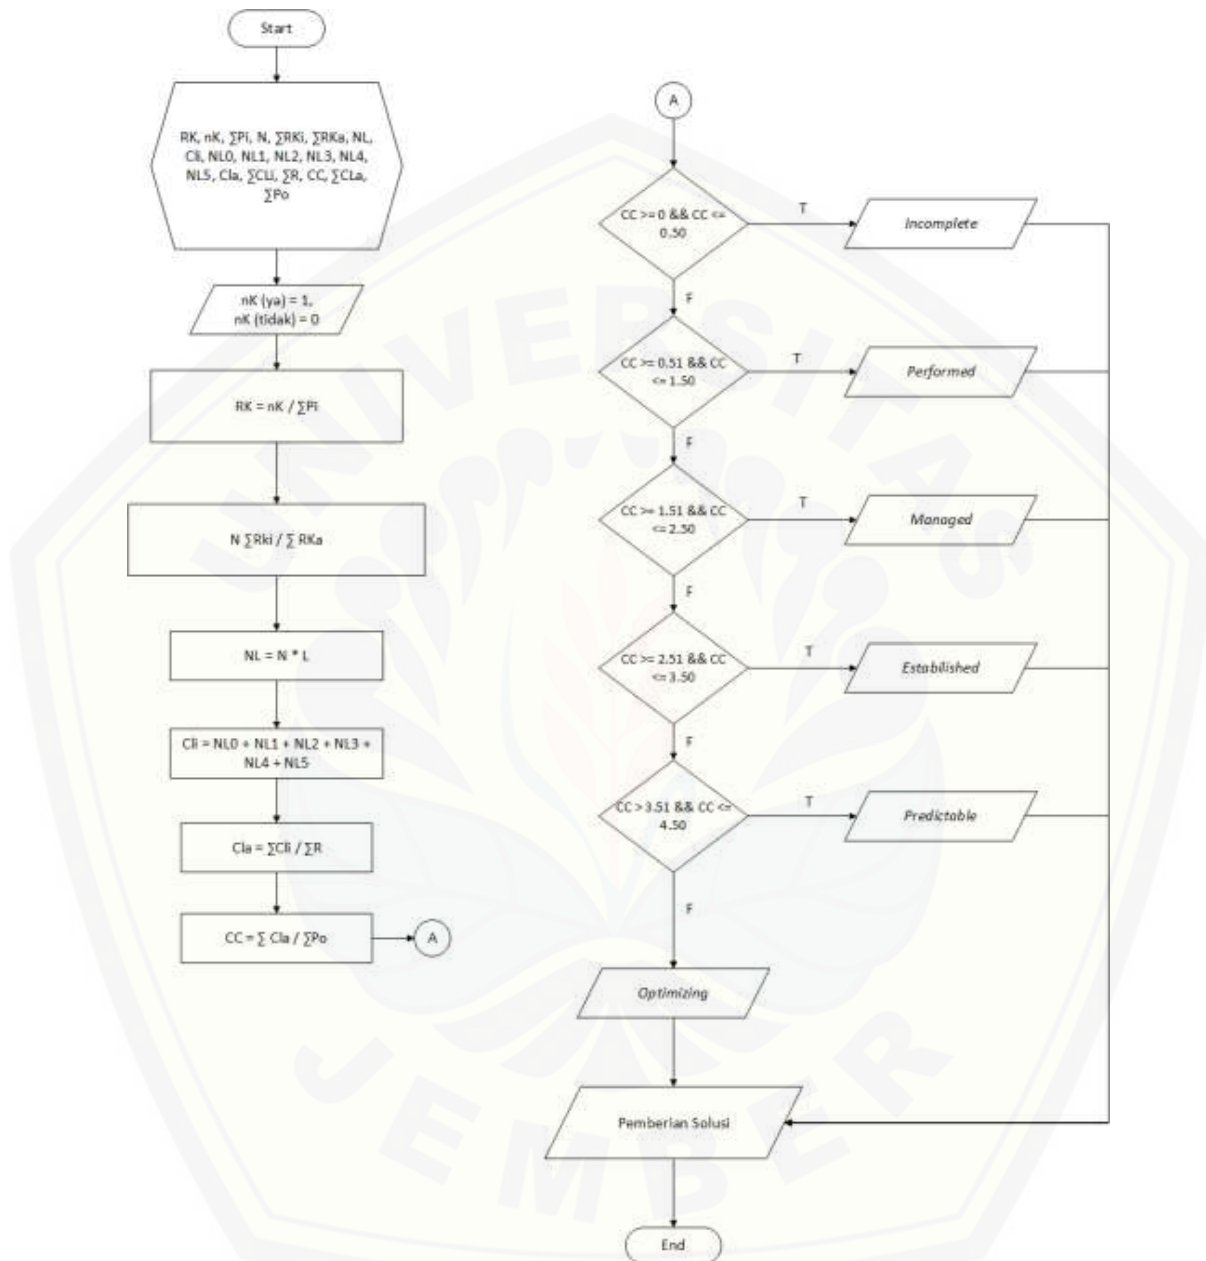 Start
RK, nK, ∑Pi, N, ∑RKi, ∑RKa, NL,
Cli, NL0, NL1, NL2, NL3, NL4,
NL5, Cla, ∑CLi, ∑R, CC, ∑CLa,
∑Po
nK (ya) = 1,
nK (tidak) = 0
RK = nK / ∑Pi
N ∑Rki / ∑ RKa
NL = N * L
Cli = NL0 + NL1 + NL2 + NL3 +
NL4 + NL5
Cla = ∑Cli / ∑R
CC = ∑ Cla / ∑Po
A
A
CC >= 0 && CC <=
0.50
T
Incomplete
F
CC >= 0.51 && CC
<= 1.50
T
Performed
F
CC >= 1.51 && CC
<= 2.50
T
Managed
F
CC >= 2.51 && CC
<= 3.50
T
Estabilished
F
CC > 3.51 && CC <=
4.50
T
Predictable
F
Optimizing
Pemberian Solusi
End
UNIVERSITAS
JEMBER